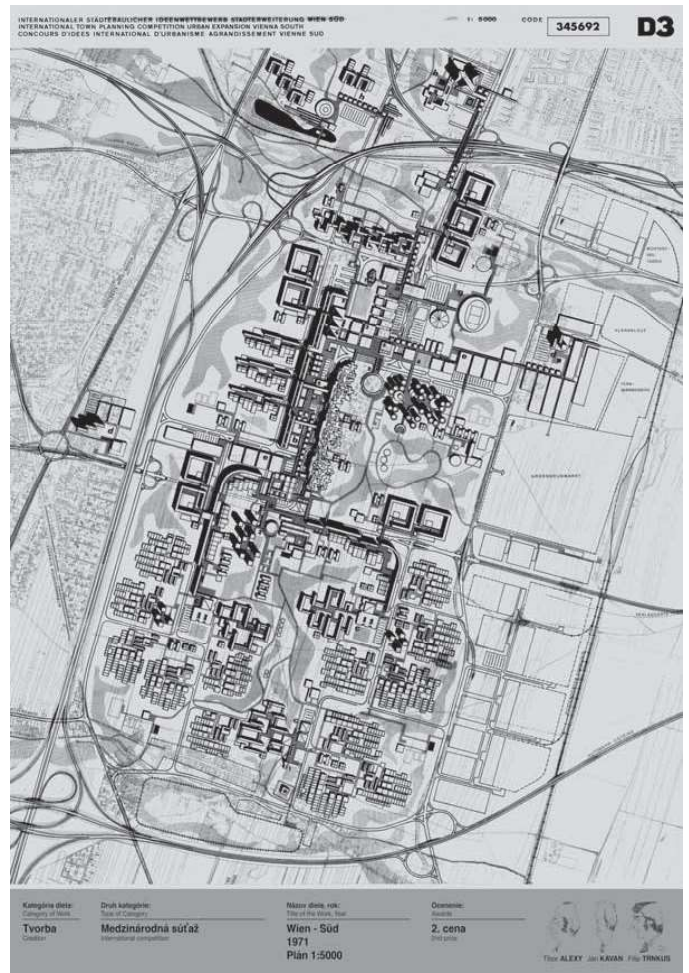 INTERNATIONALER STÄDTEBAULICHER IDEENWETTBEWERB STADTERWEITERUNG WIEN SÜD
INTERNATIONAL TOWN PLANNING COMPETITION URBAN EXPANSION VIENNA SOUTH
CONCOURS D'IDEES INTERNATIONAL D'URBANISME AGRANDISSEMENT VIENNE SUD
1: 5000
CODE 345692
D3
GROSSGRÜNMARKT
Kategória diela:
Category of Work
Tvorba
Creation
Druh kategórie:
Type of Category
Medzinárodná súťaž
International competition
Názov diela, rok:
Title of the Work, Year
Wien - Süd
1971
Plán 1:5000
Ocenenie:
Awards
2. cena
2nd prize
Tibor ALEXY Ján KAVAN Filip TRNKUS